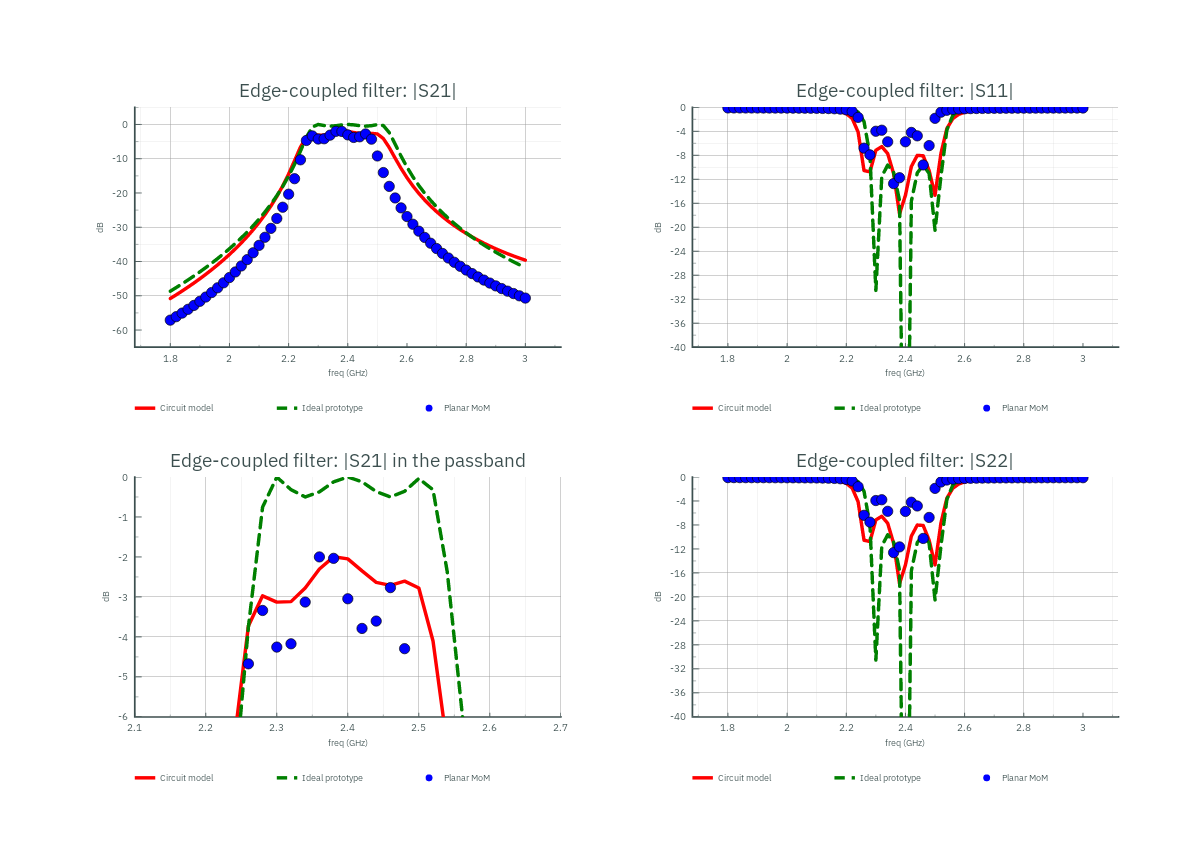 Edge-coupled filter: |S21|
0
-10
-20
-30
-40
-50
-60
dB
1.8
2
2.2
2.4
2.6
2.8
3
freq (GHz)
Circuit model
Ideal prototype
Planar MoM
Edge-coupled filter: |S11|
0
-4
-8
-12
-16
-20
-24
-28
-32
-36
-40
dB
1.8
2
2.2
2.4
2.6
2.8
3
freq (GHz)
Circuit model
Ideal prototype
Planar MoM
Edge-coupled filter: |S21| in the passband
0
-1
-2
-3
-4
-5
-6
dB
2.1
2.2
2.3
2.4
2.5
2.6
2.7
freq (GHz)
Circuit model
Ideal prototype
Planar MoM
Edge-coupled filter: |S22|
0
-4
-8
-12
-16
-20
-24
-28
-32
-36
-40
dB
1.8
2
2.2
2.4
2.6
2.8
3
freq (GHz)
Circuit model
Ideal prototype
Planar MoM